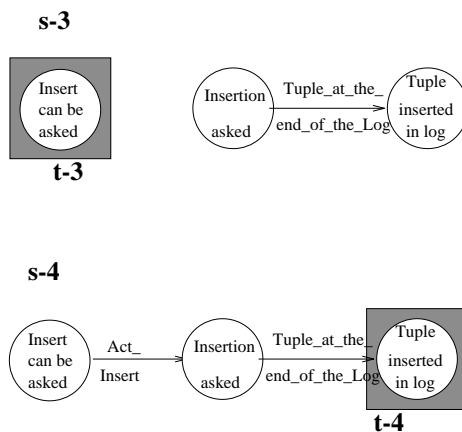 s-3
Insert
can be
asked
t-3
Insertion
asked
Tuple_at_the_
end_of_the_Log
Tuple
inserted
in log
s-4
Insert
can be
asked
Act_
Insert
Insertion
asked
Tuple_at_the_
end_of_the_Log
Tuple
inserted
in log
t-4